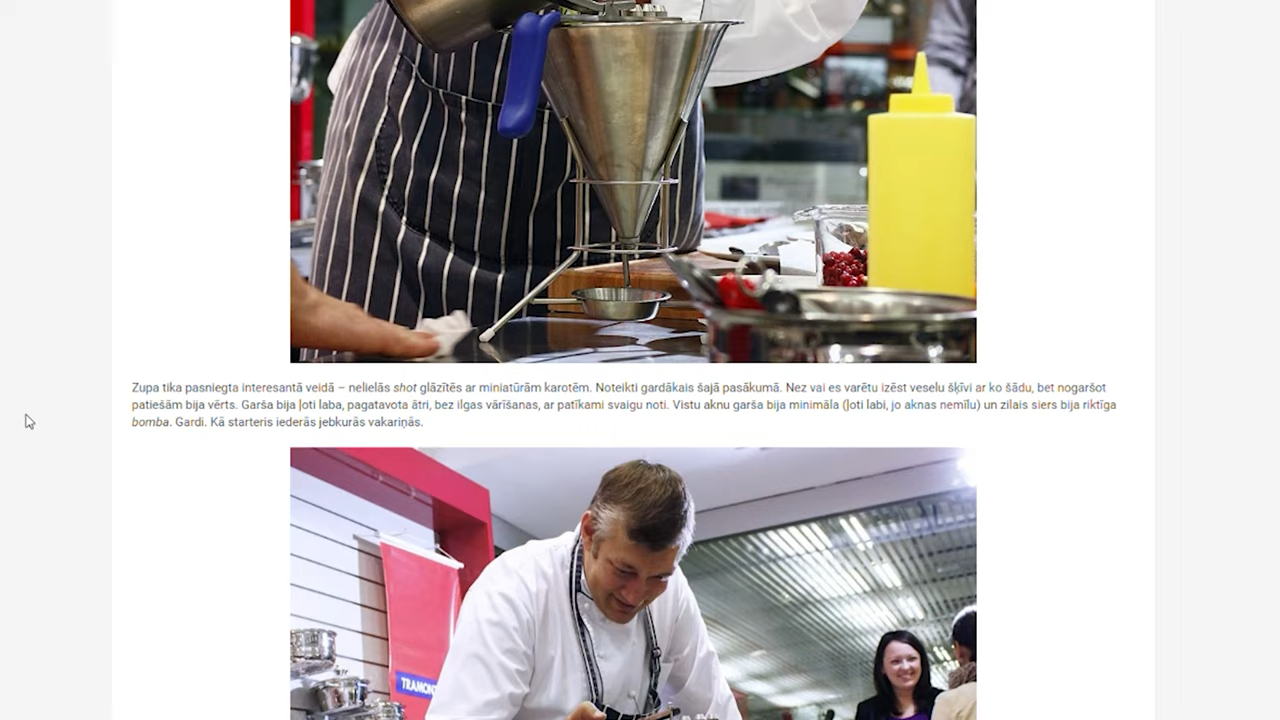 Zupa tika pasniegta interesantā veidā – nelielās shot glāzītēs ar miniatūrām karotēm. Noteikti gardākais šajā pasākumā. Nez vai es varētu izēst veselu šķīvi ar ko šādu, bet nogaršot
patiešām bija vērts. Garša bija ļoti laba, pagatavota ātri, bez ilgas vārīšanas, ar patīkami svaigu noti. Vistu aknu garša bija minimāla (ļoti labi, jo aknas nemīlu) un zilais siers bija riktīga
bomba. Gardi. Kā starteris iederās jebkurās vakariņās.